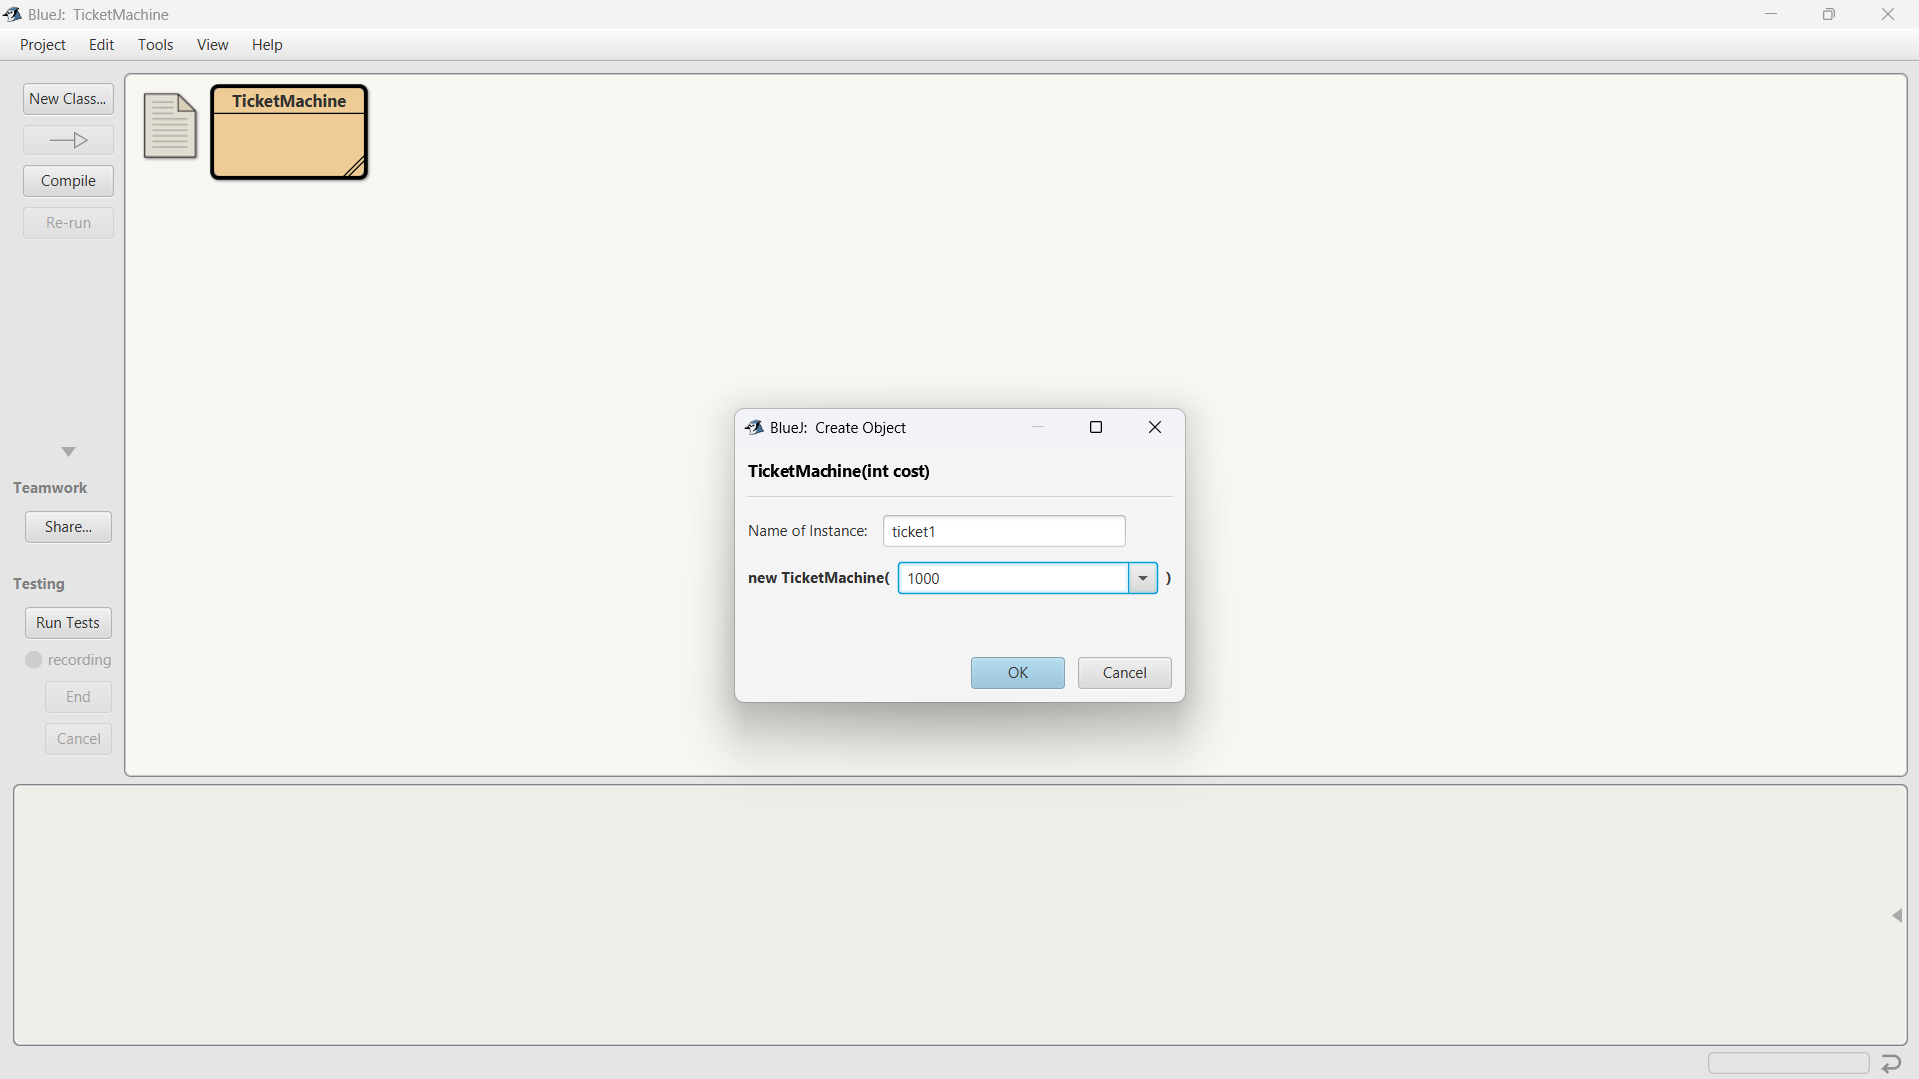 BlueJ: TicketMachine
Project Edit Tools View Help
New Class...
Compile
Re-run
Teamwork
Share...
Testing
Run Tests
recording
End
Cancel
TicketMachine
BlueJ: Create Object
TicketMachine(int cost)
Name of Instance: ticket1
new TicketMachine( 1000 )
OK Cancel